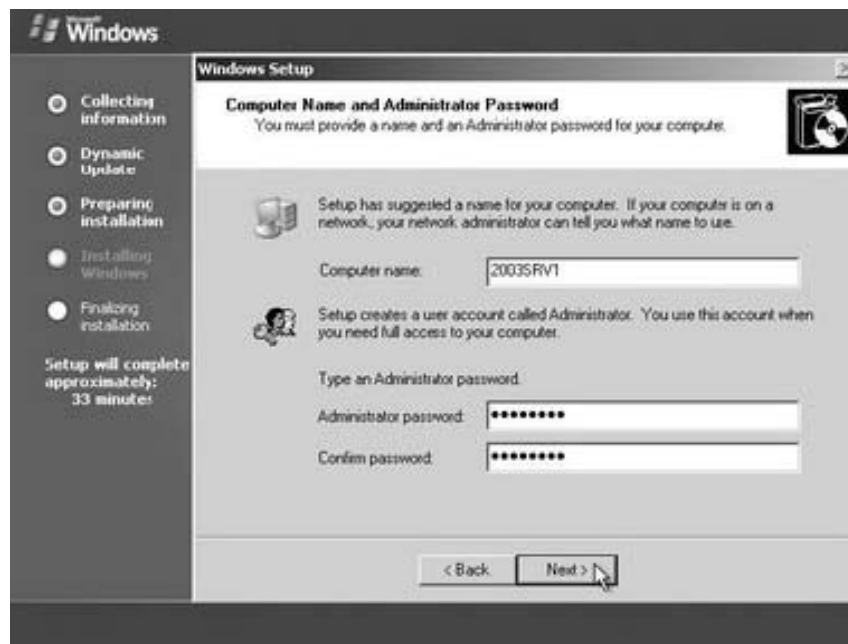 Microsoft
Windows
Collecting
information
Dynamic
Update
Preparing
installation
Installing
Windows
Finalizing
installation
Setup will complete
approximately:
33 minutes
Windows Setup
Computer Name and Administrator Password
You must provide a name and an Administrator password for your computer.
Setup has suggested a name for your computer. If your computer is on a
network, your network administrator can tell you what name to use.
Computer name:
2003SRV1
Setup creates a user account called Administrator. You use this account when
you need full access to your computer.
Type an Administrator password.
Administrator password:
••••••••
Confirm password:
••••••••
< Back
Next >